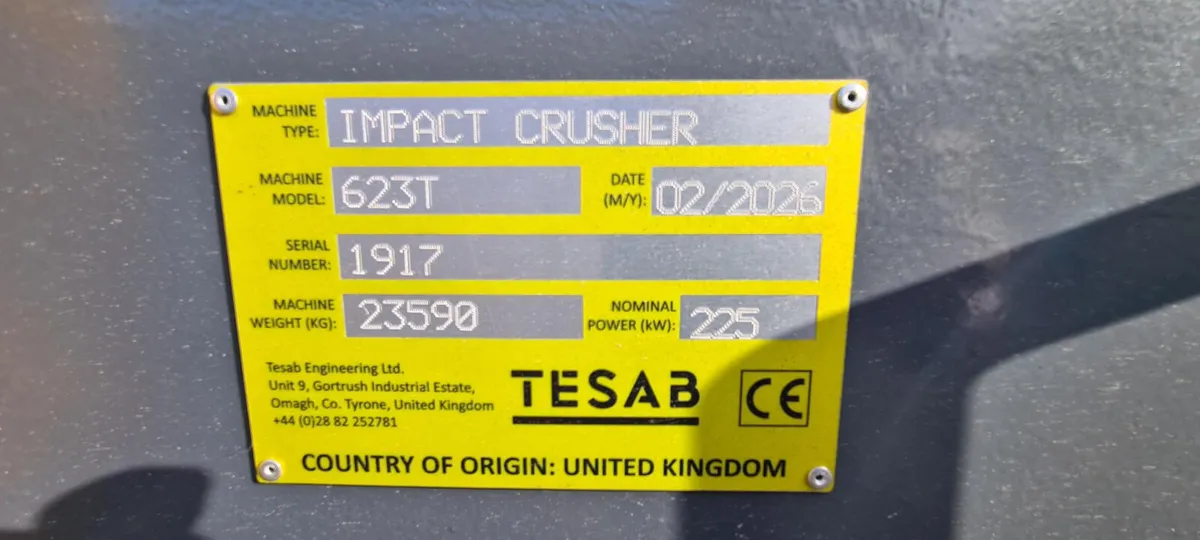 MACHINE TYPE: IMPACT CRUSHER
MACHINE MODEL: 623T DATE (M/Y): 02/2026
SERIAL NUMBER: 1917
MACHINE WEIGHT (KG): 23590 NOMINAL POWER (kW): 225
Tesab Engineering Ltd.
Unit 9, Gortrush Industrial Estate,
Omagh, Co. Tyrone, United Kingdom
+44 (0)28 82 252781
TESAB CE
COUNTRY OF ORIGIN: UNITED KINGDOM